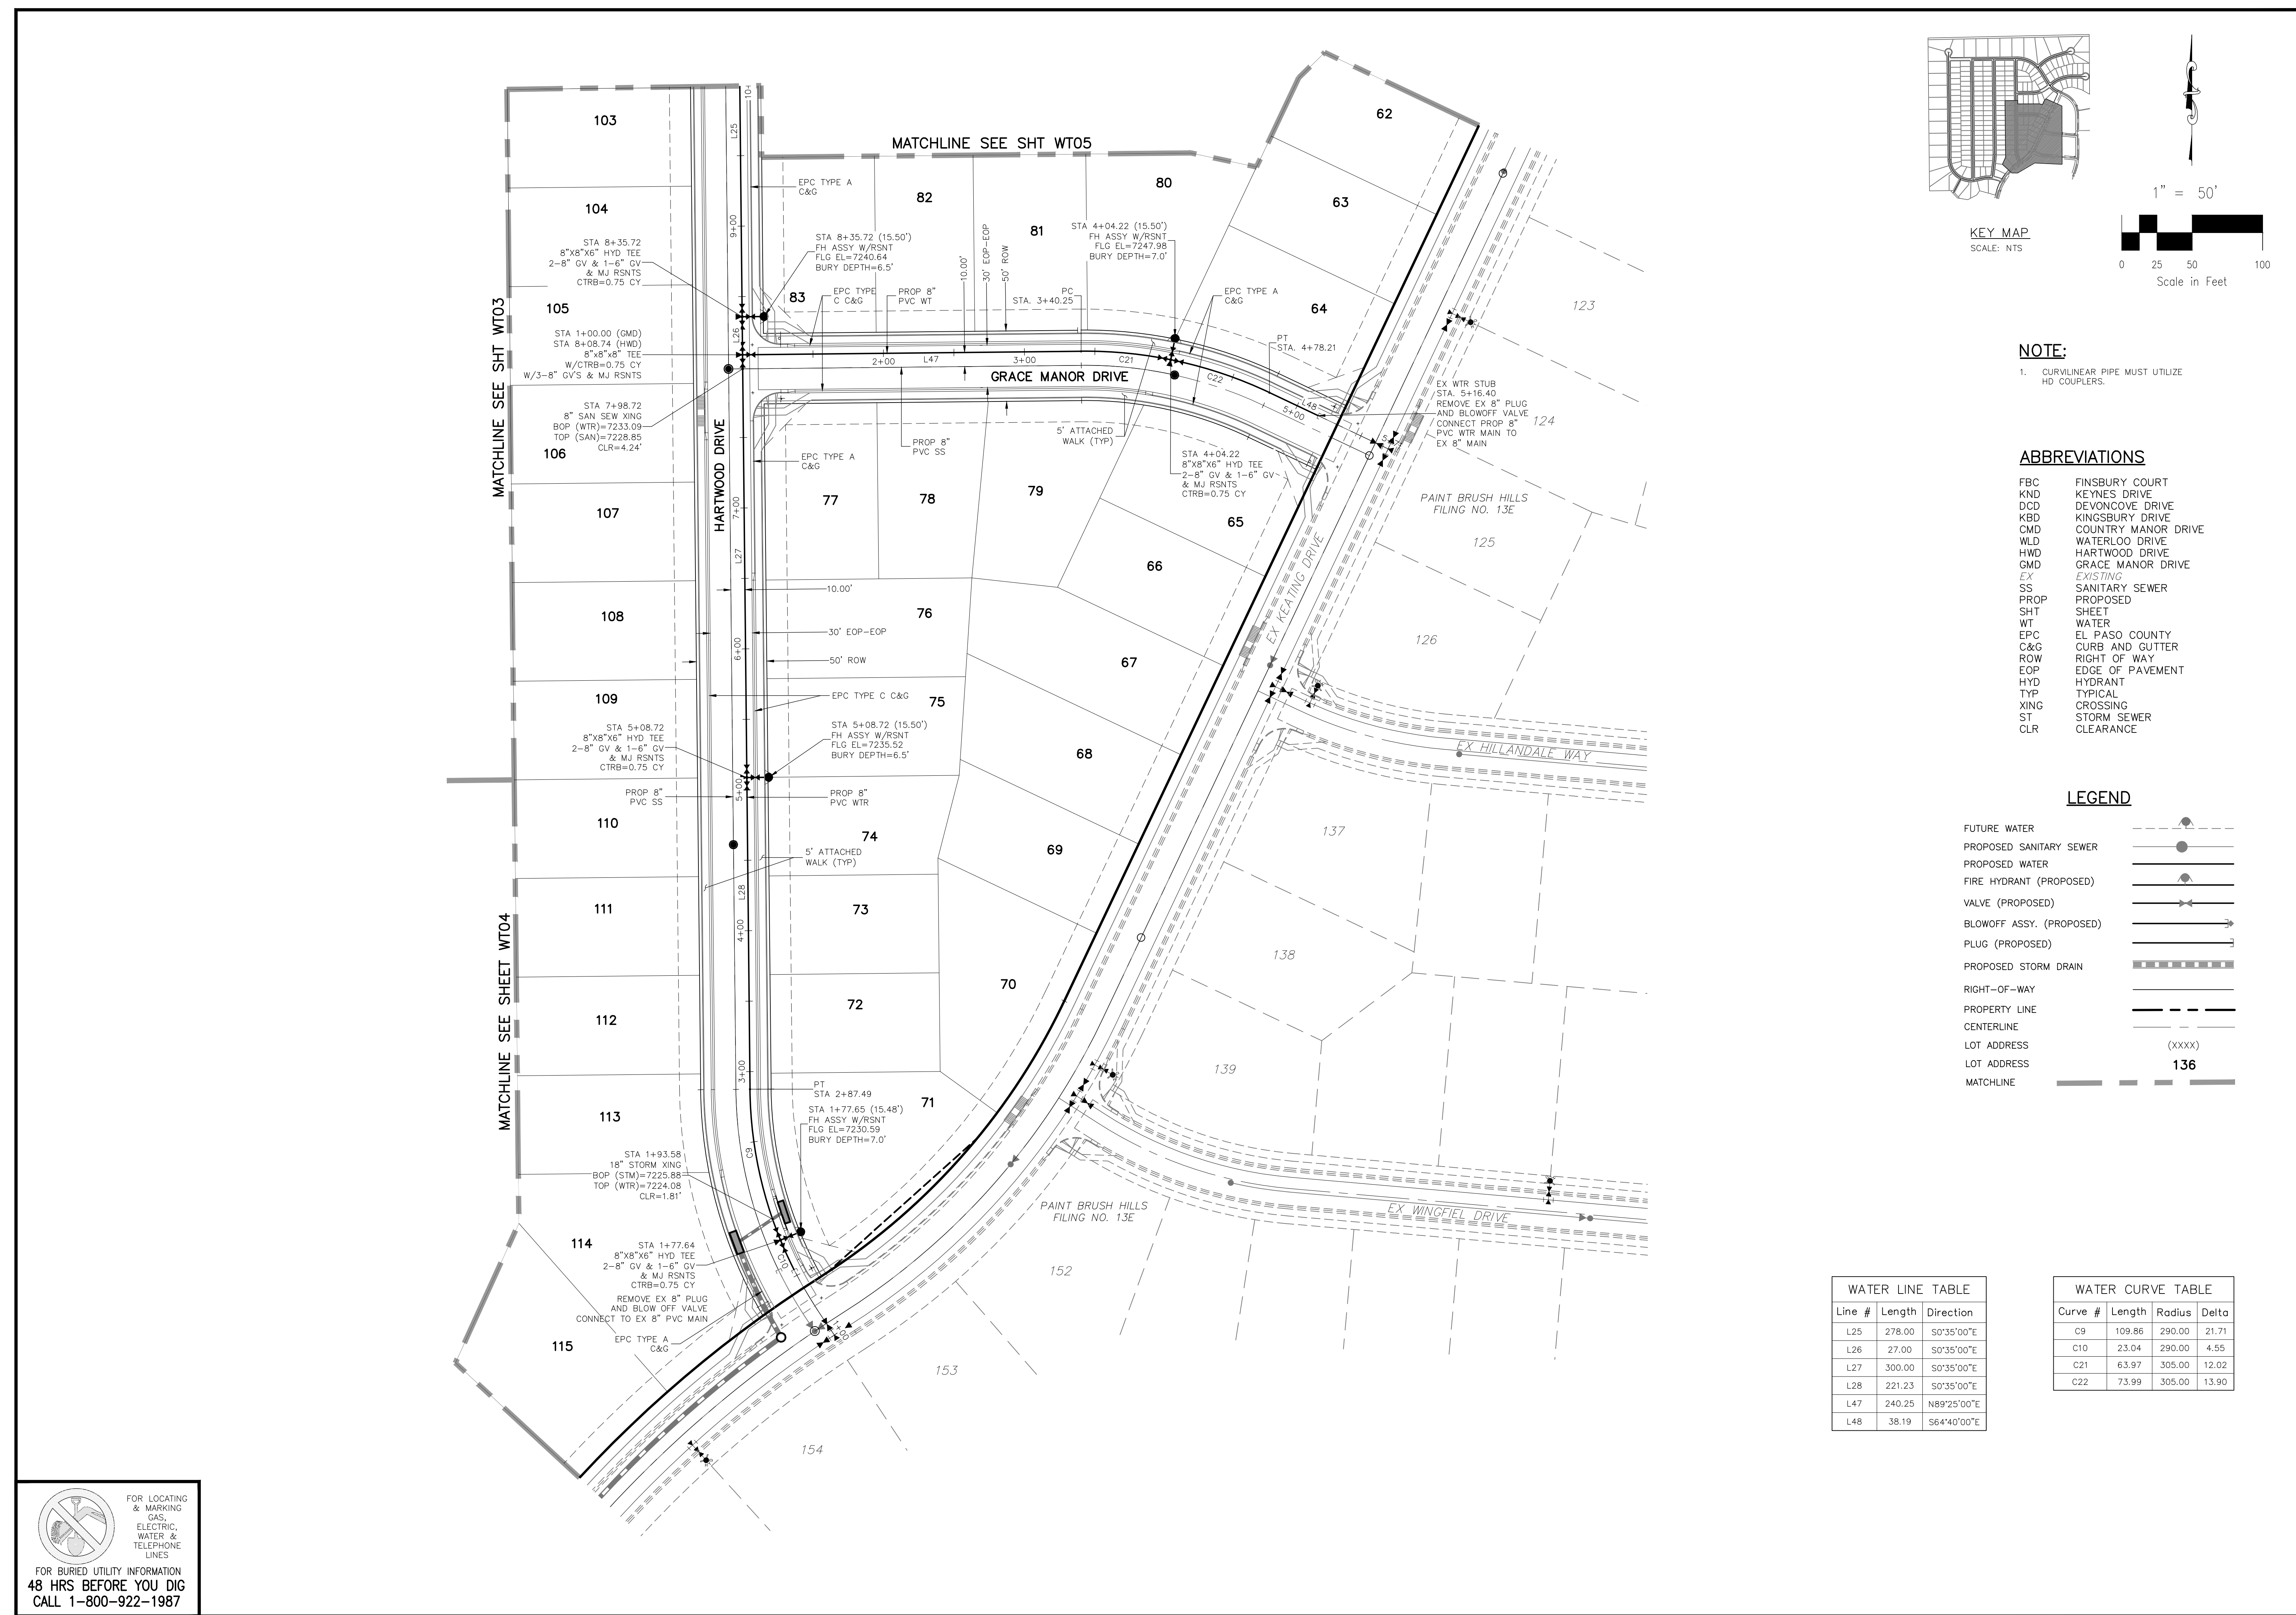 MATCHLINE SEE SHT WT05
MATCHLINE SEE SHT WT03
MATCHLINE SEE SHEET WT04
103
104
105
106
107
108
109
110
111
112
113
114
115
62
63
64
65
66
67
68
69
70
71
72
73
74
75
76
77
78
79
80
81
82
83
123
124
125
126
137
138
139
152
153
154
HARTWOOD DRIVE
GRACE MANOR DRIVE
EX KEATING DRIVE
EX HILLANDALE WAY
EX WINGFIEL DRIVE
PAINT BRUSH HILLS
FILING NO. 13E
PAINT BRUSH HILLS
FILING NO. 13E
10+
L25
9+00
L26
7+00
L27
6+00
5+00
L28
4+00
3+00
C9
C10
2+00
L47
3+00
C21
C22
L48
5+00
EPC TYPE A
C&G
STA 8+35.72
8"X8"X6" HYD TEE
2-8" GV & 1-6" GV
& MJ RSNTS
CTRB=0.75 CY
STA 8+35.72 (15.50')
FH ASSY W/RSNT
FLG EL=7240.64
BURY DEPTH=6.5'
STA 4+04.22 (15.50')
FH ASSY W/RSNT
FLG EL=7247.98
BURY DEPTH=7.0'
10.00'
30' EOP-EOP
50' ROW
EPC TYPE
C C&G
PROP 8"
PVC WT
PC
STA. 3+40.25
EPC TYPE A
C&G
STA 1+00.00 (GMD)
STA 8+08.74 (HWD)
8"x8"x8" TEE
W/CTRB=0.75 CY
W/3-8" GV'S & MJ RSNTS
PT
STA. 4+78.21
EX WTR STUB
STA. 5+16.40
REMOVE EX 8" PLUG
AND BLOWOFF VALVE
CONNECT PROP 8"
PVC WTR MAIN TO
EX 8" MAIN
STA 7+98.72
8" SAN SEW XING
BOP (WTR)=7233.09
TOP (SAN)=7228.85
CLR=4.24'
EPC TYPE A
C&G
PROP 8"
PVC SS
5' ATTACHED
WALK (TYP)
STA 4+04.22
8"X8"X6" HYD TEE
2-8" GV & 1-6" GV
& MJ RSNTS
CTRB=0.75 CY
10.00'
30' EOP-EOP
50' ROW
EPC TYPE C C&G
STA 5+08.72
8"X8"X6" HYD TEE
2-8" GV & 1-6" GV
& MJ RSNTS
CTRB=0.75 CY
STA 5+08.72 (15.50')
FH ASSY W/RSNT
FLG EL=7235.52
BURY DEPTH=6.5'
PROP 8"
PVC SS
PROP 8"
PVC WTR
5' ATTACHED
WALK (TYP)
PT
STA 2+87.49
STA 1+77.65 (15.48')
FH ASSY W/RSNT
FLG EL=7230.59
BURY DEPTH=7.0'
STA 1+93.58
18" STORM XING
BOP (STM)=7225.88
TOP (WTR)=7224.08
CLR=1.81'
STA 1+77.64
8"X8"X6" HYD TEE
2-8" GV & 1-6" GV
& MJ RSNTS
CTRB=0.75 CY
REMOVE EX 8" PLUG
AND BLOW OFF VALVE
CONNECT TO EX 8" PVC MAIN
EPC TYPE A
C&G
KEY MAP
SCALE: NTS
1" = 50'
0 25 50 100
Scale in Feet
NOTE:
1. CURVILINEAR PIPE MUST UTILIZE
HD COUPLERS.
ABBREVIATIONS
FBC FINSBURY COURT
KND KEYNES DRIVE
DCD DEVONCOVE DRIVE
KBD KINGSBURY DRIVE
CMD COUNTRY MANOR DRIVE
WLD WATERLOO DRIVE
HWD HARTWOOD DRIVE
GMD GRACE MANOR DRIVE
EX EXISTING
SS SANITARY SEWER
PROP PROPOSED
SHT SHEET
WT WATER
EPC EL PASO COUNTY
C&G CURB AND GUTTER
ROW RIGHT OF WAY
EOP EDGE OF PAVEMENT
HYD HYDRANT
TYP TYPICAL
XING CROSSING
ST STORM SEWER
CLR CLEARANCE
LEGEND
FUTURE WATER
PROPOSED SANITARY SEWER
PROPOSED WATER
FIRE HYDRANT (PROPOSED)
VALVE (PROPOSED)
BLOWOFF ASSY. (PROPOSED)
PLUG (PROPOSED)
PROPOSED STORM DRAIN
RIGHT-OF-WAY
PROPERTY LINE
CENTERLINE
LOT ADDRESS (XXXX)
LOT ADDRESS 136
MATCHLINE
WATER LINE TABLE
Line # Length Direction
L25 278.00 S0°35'00"E
L26 27.00 S0°35'00"E
L27 300.00 S0°35'00"E
L28 221.23 S0°35'00"E
L47 240.25 N89°25'00"E
L48 38.19 S64°40'00"E
WATER CURVE TABLE
Curve # Length Radius Delta
C9 109.86 290.00 21.71
C10 23.04 290.00 4.55
C21 63.97 305.00 12.02
C22 73.99 305.00 13.90
FOR LOCATING
& MARKING
GAS,
ELECTRIC,
WATER &
TELEPHONE
LINES
FOR BURIED UTILITY INFORMATION
48 HRS BEFORE YOU DIG
CALL 1-800-922-1987